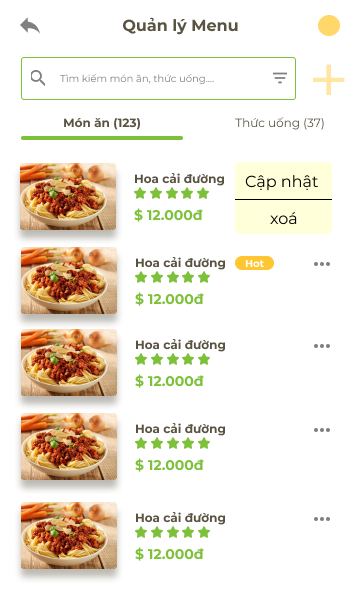 Quản lý Menu
Tìm kiếm món ăn, thức uống....
Món ăn (123)
Thức uống (37)
Hoa cải đường
$ 12.000đ
Cập nhật
xoá
Hoa cải đường
Hot
$ 12.000đ
Hoa cải đường
$ 12.000đ
Hoa cải đường
$ 12.000đ
Hoa cải đường
$ 12.000đ